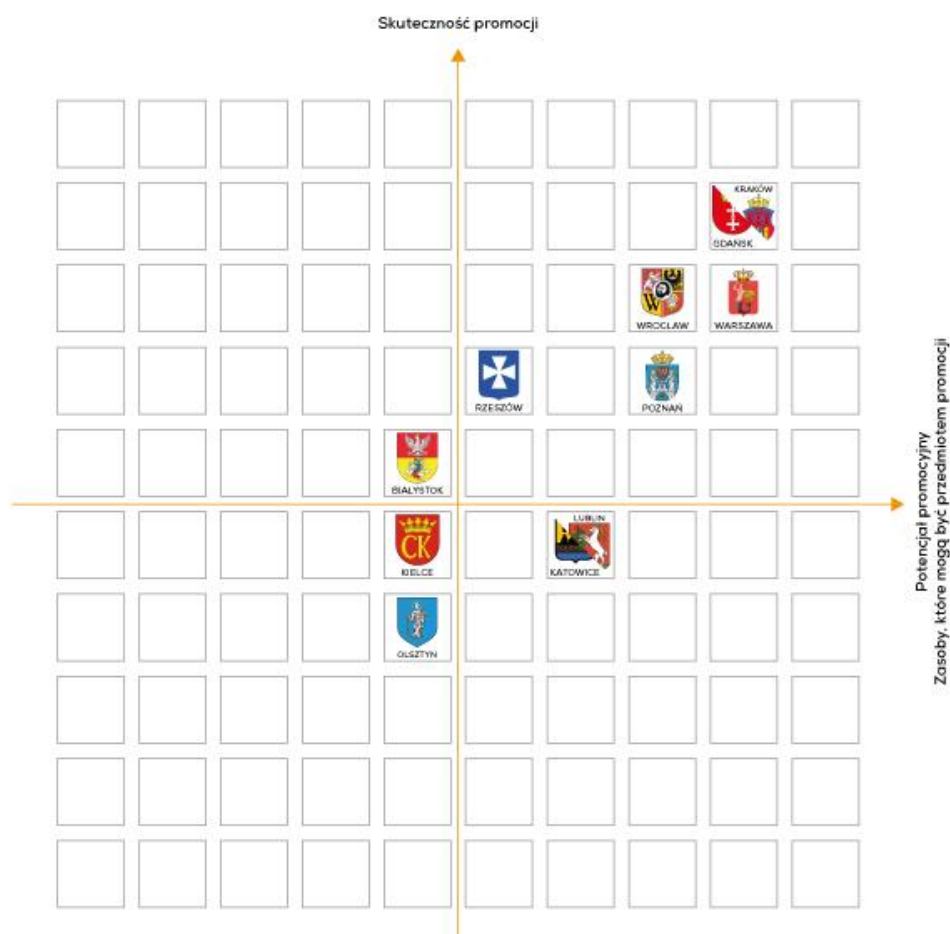 Skuteczność promocji
KRAKÓW
GDAŃSK
WROCŁAW
WARSZAWA
RZESZÓW
POZNAŃ
BIAŁYSTOK
LUBLIN
CK
KIELCE
KATOWICE
OLSZTYN
Potencjał promocyjny
Zasoby, które mogą być przedmiotem promocji